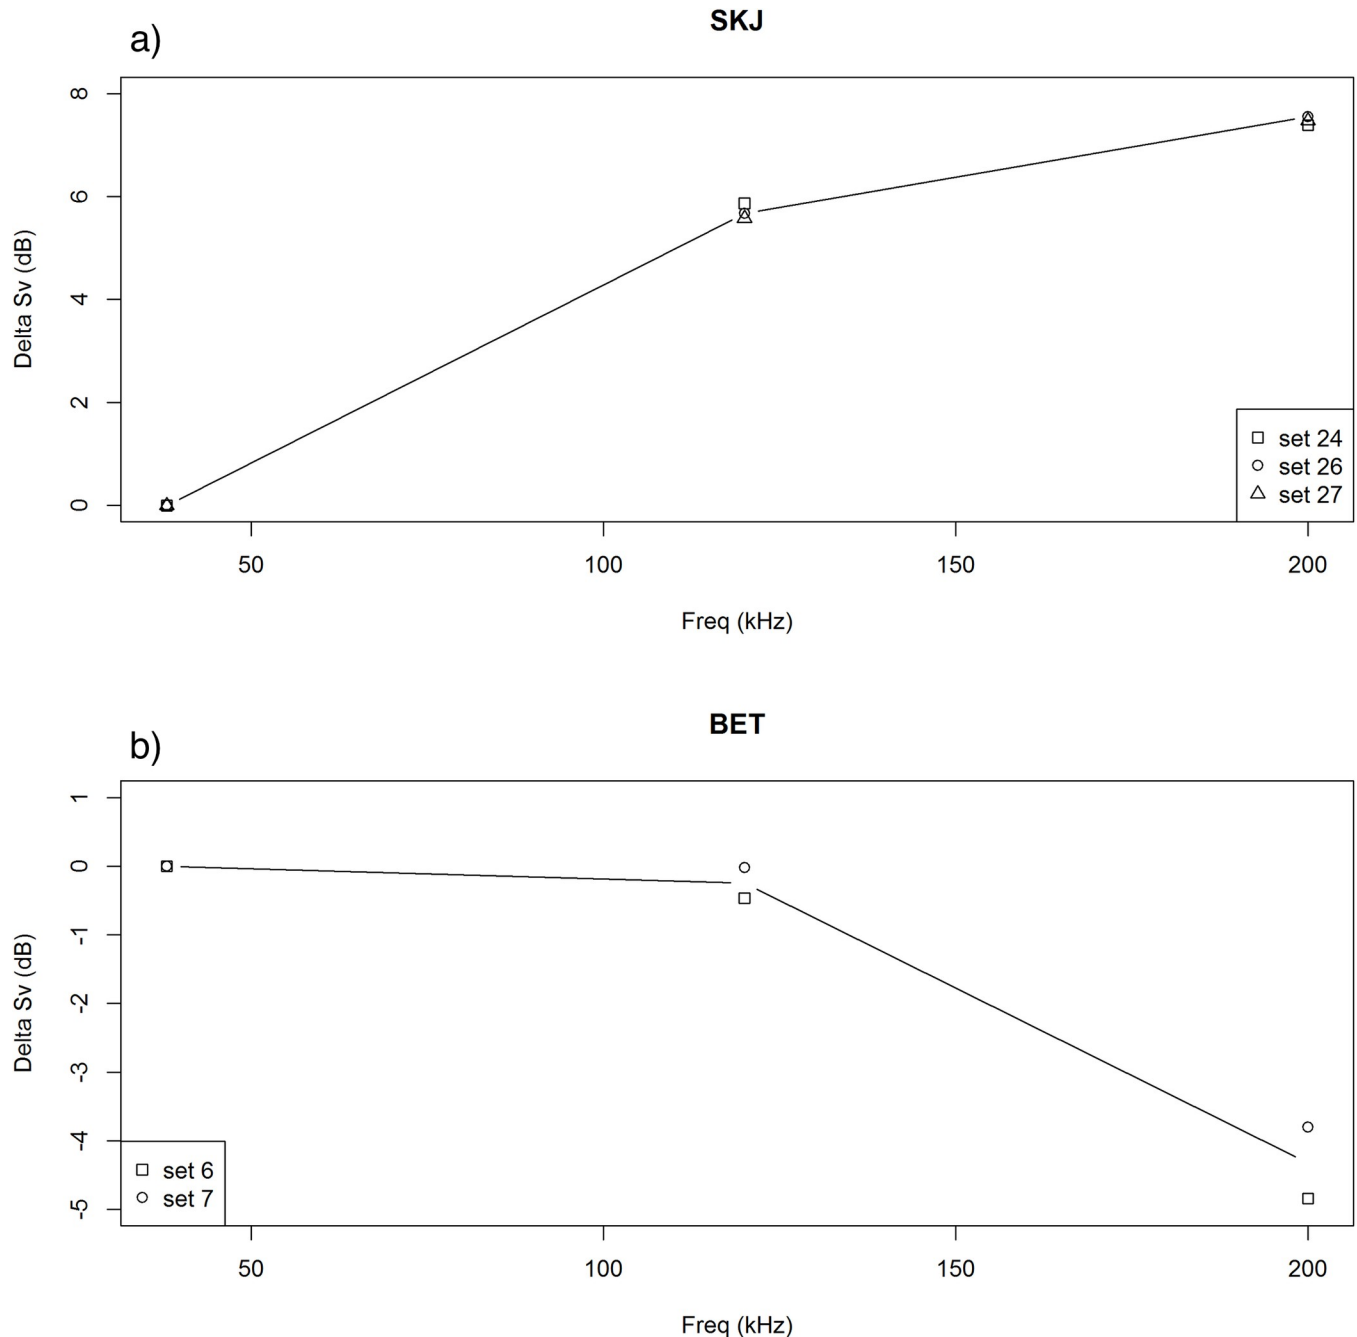 a)
SKJ
8
6
4
2
0
Delta Sv (dB)
set 24
set 26
set 27
50 100 150 200
Freq (kHz)
b)
BET
1
0
-1
-2
-3
-4
-5
Delta Sv (dB)
set 6
set 7
50 100 150 200
Freq (kHz)